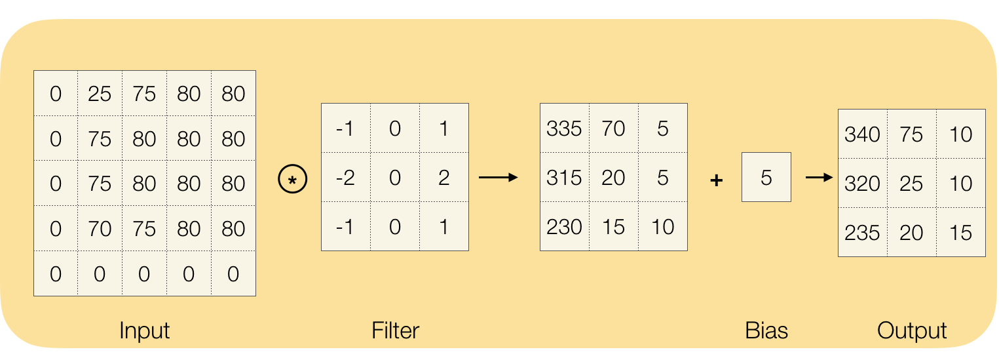 0 25 75 80 80
0 75 80 80 80
0 75 80 80 80
0 70 75 80 80
0 0 0 0 0
*
-1 0 1
-2 0 2
-1 0 1
335 70 5
315 20 5
230 15 10
+
5
340 75 10
320 25 10
235 20 15
Input
Filter
Bias
Output